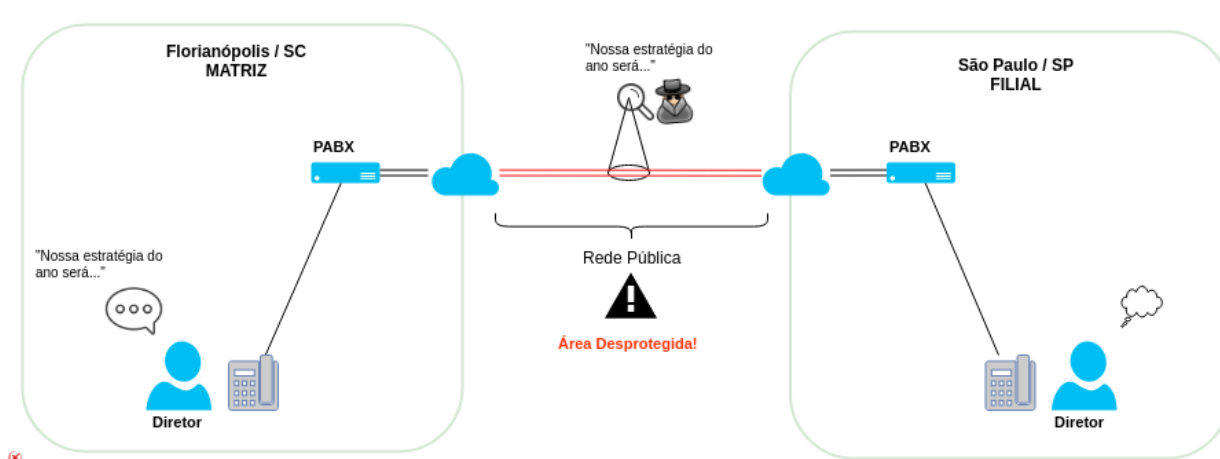 Florianópolis / SC
MATRIZ
"Nossa estratégia do
ano será..."
São Paulo / SP
FILIAL
PABX
PABX
Rede Pública
Área Desprotegida!
"Nossa estratégia do
ano será..."
Diretor
Diretor